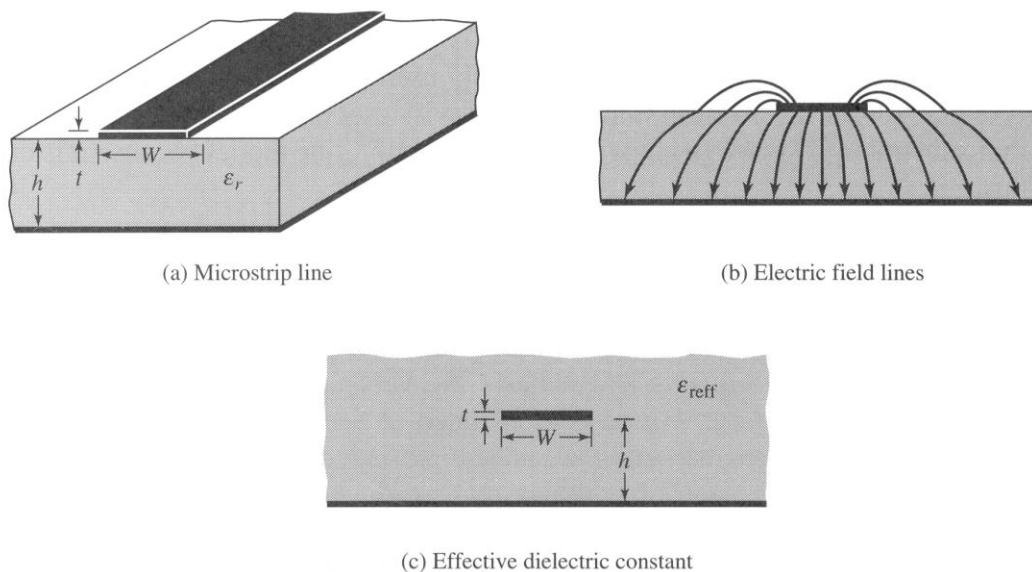 h
t
W
εr
(a) Microstrip line
(b) Electric field lines
εreff
t
W
h
(c) Effective dielectric constant